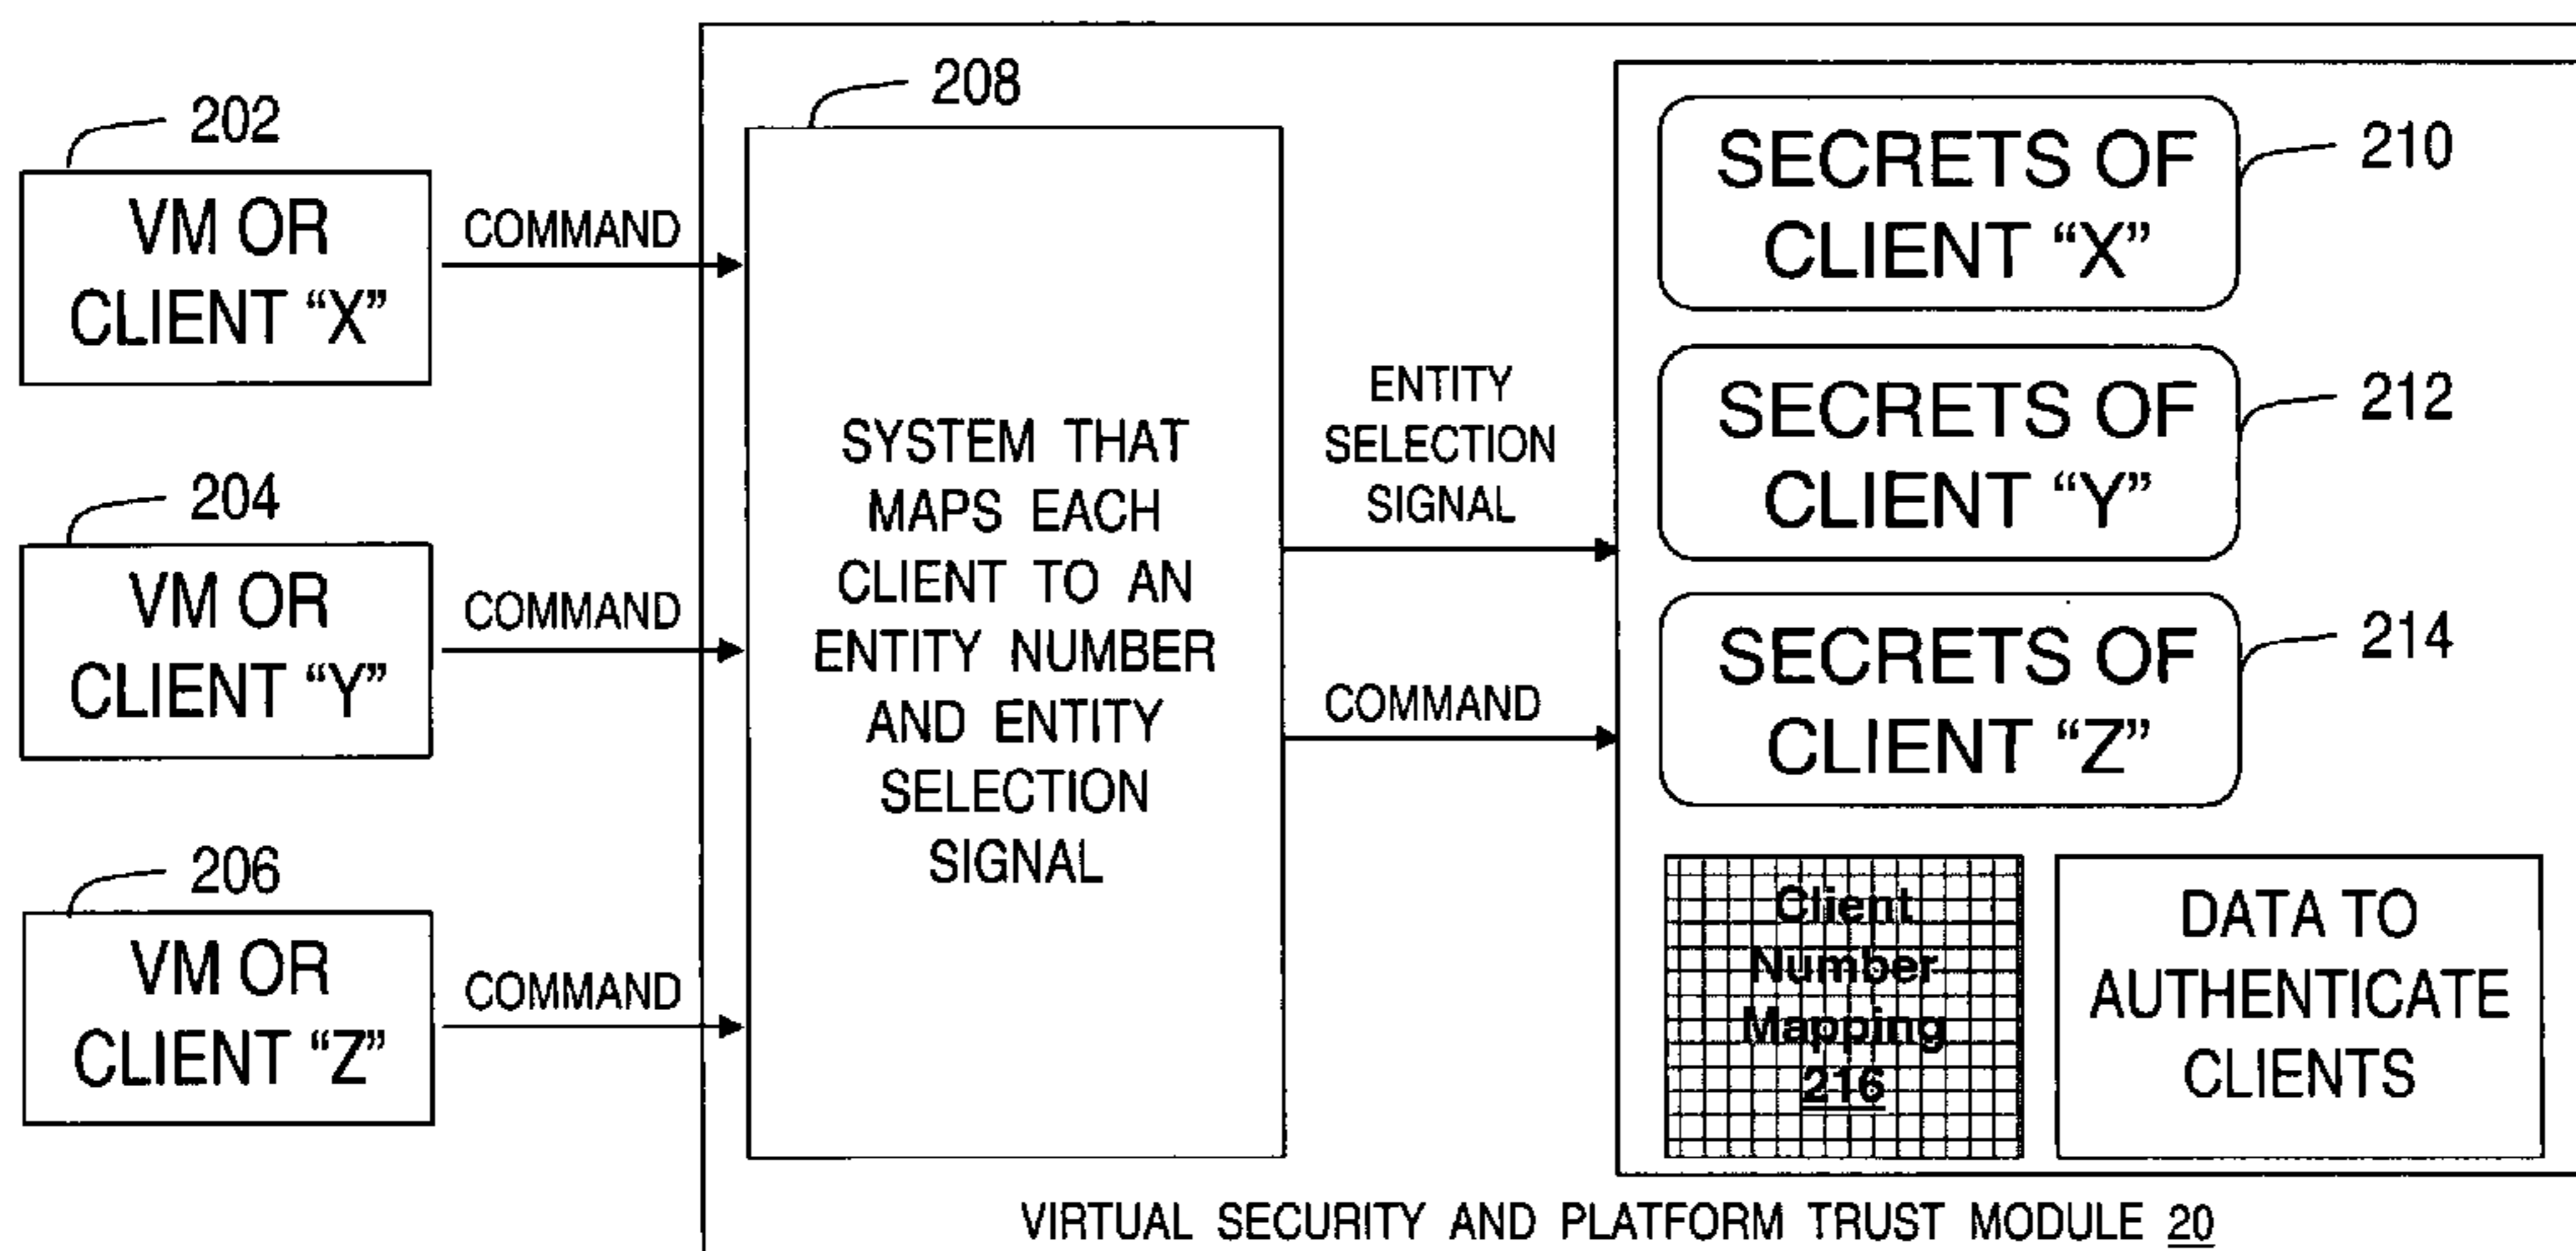 202
VM OR
CLIENT “X”
COMMAND
204
VM OR
CLIENT “Y”
COMMAND
206
VM OR
CLIENT “Z”
COMMAND
208
SYSTEM THAT
MAPS EACH
CLIENT TO AN
ENTITY NUMBER
AND ENTITY
SELECTION
SIGNAL
ENTITY
SELECTION
SIGNAL
COMMAND
SECRETS OF
CLIENT “X”
210
SECRETS OF
CLIENT “Y”
212
SECRETS OF
CLIENT “Z”
214
Client
Number
Mapping
216
DATA TO
AUTHENTICATE
CLIENTS
VIRTUAL SECURITY AND PLATFORM TRUST MODULE 20